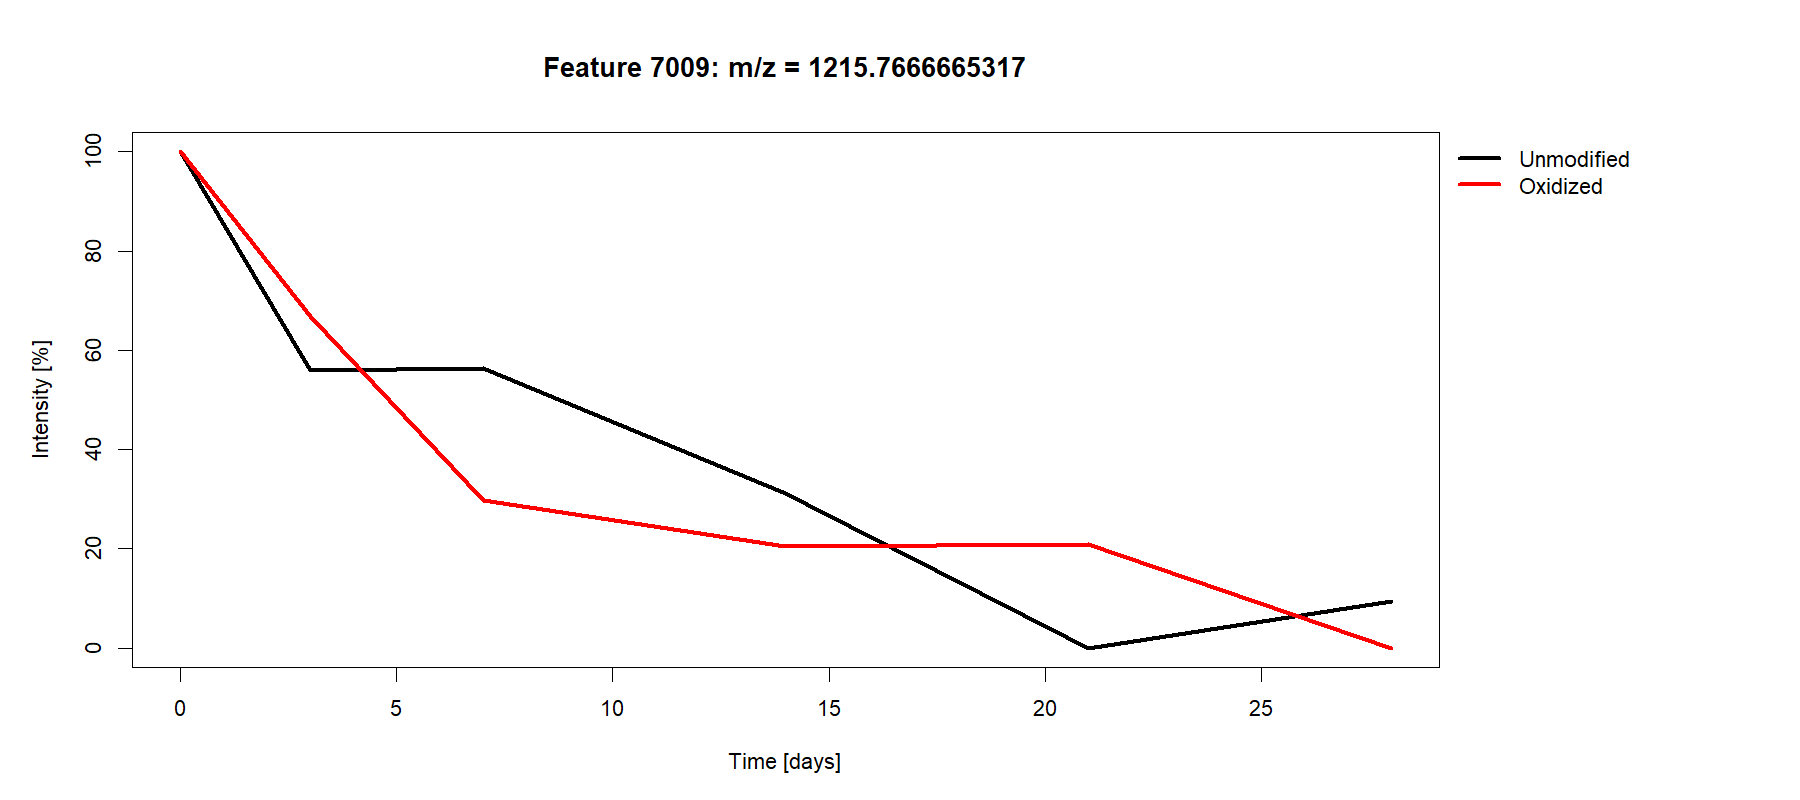 Feature 7009: m/z = 1215.7666665317
Unmodified
Oxidized
Intensity [%]
100
80
60
40
20
0
0 5 10 15 20 25
Time [days]